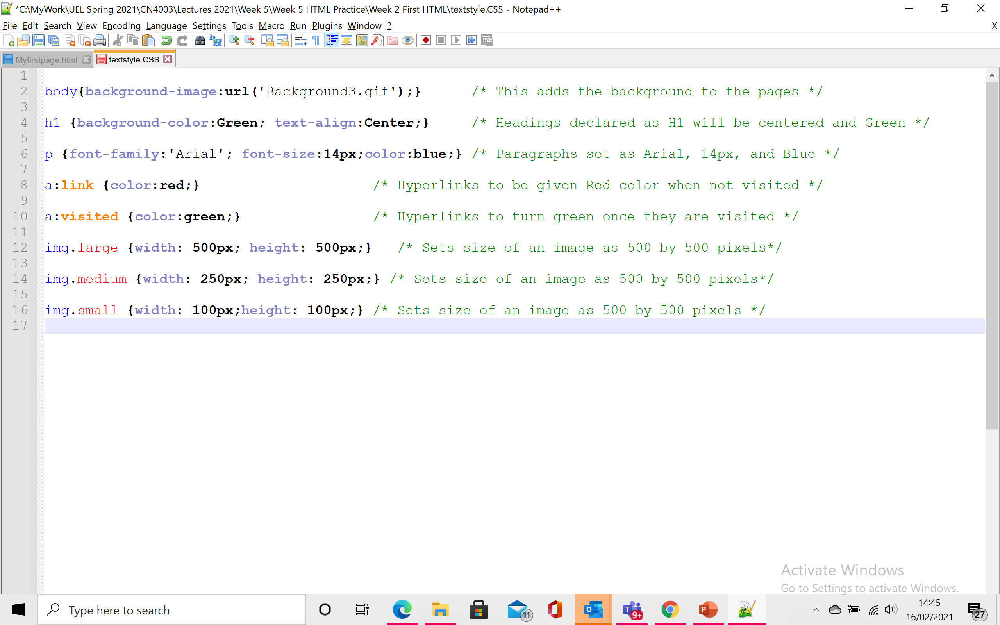 *C:\MyWork\UEL Spring 2021\CN4003\Lectures 2021\Week 5\Week 5 HTML Practice\Week 2 First HTML\textstyle.CSS - Notepad++
File Edit Search View Encoding Language Settings Tools Macro Run Plugins Window ? X
Myfirstpage.html textstyle.CSS
1
2 body{background-image:url('Background3.gif');} /* This adds the background to the pages */
3
4 h1 {background-color:Green; text-align:Center;} /* Headings declared as H1 will be centered and Green */
5
6 p {font-family:'Arial'; font-size:14px;color:blue;} /* Paragraphs set as Arial, 14px, and Blue */
7
8 a:link {color:red;} /* Hyperlinks to be given Red color when not visited */
9
10 a:visited {color:green;} /* Hyperlinks to turn green once they are visited */
11
12 img.large {width: 500px; height: 500px;} /* Sets size of an image as 500 by 500 pixels*/
13
14 img.medium {width: 250px; height: 250px;} /* Sets size of an image as 500 by 500 pixels*/
15
16 img.small {width: 100px;height: 100px;} /* Sets size of an image as 500 by 500 pixels */
17
Activate Windows
Go to Settings to activate Windows.
Type here to search
11
9+
14:45
16/02/2021
27